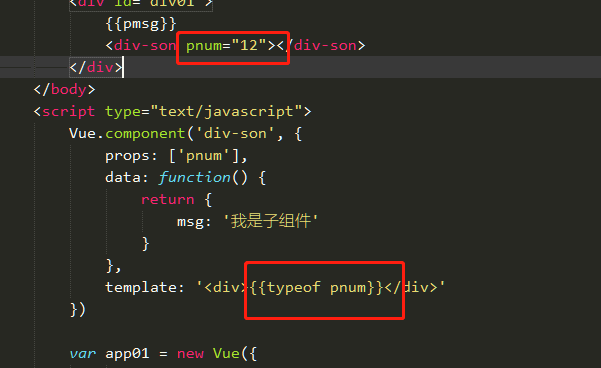 <div id="div01">
{{pmsg}}
<div-son pnum="12"></div-son>
</div>
</body>
<script type="text/javascript">
Vue.component('div-son', {
props: ['pnum'],
data: function() {
return {
msg: '我是子组件'
}
},
template: '<div>{{typeof pnum}}</div>'
})
var app01 = new Vue({